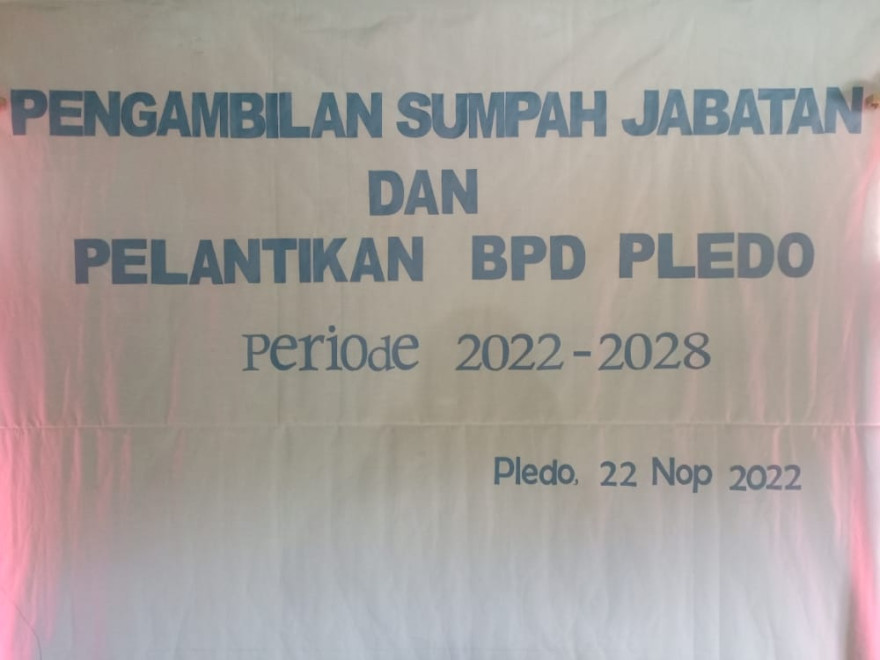 PENGAMBILAN SUMPAH JABATAN
DAN
PELANTIKAN BPD PLEDO
Periode 2022-2028
Pledo, 22 Nop 2022